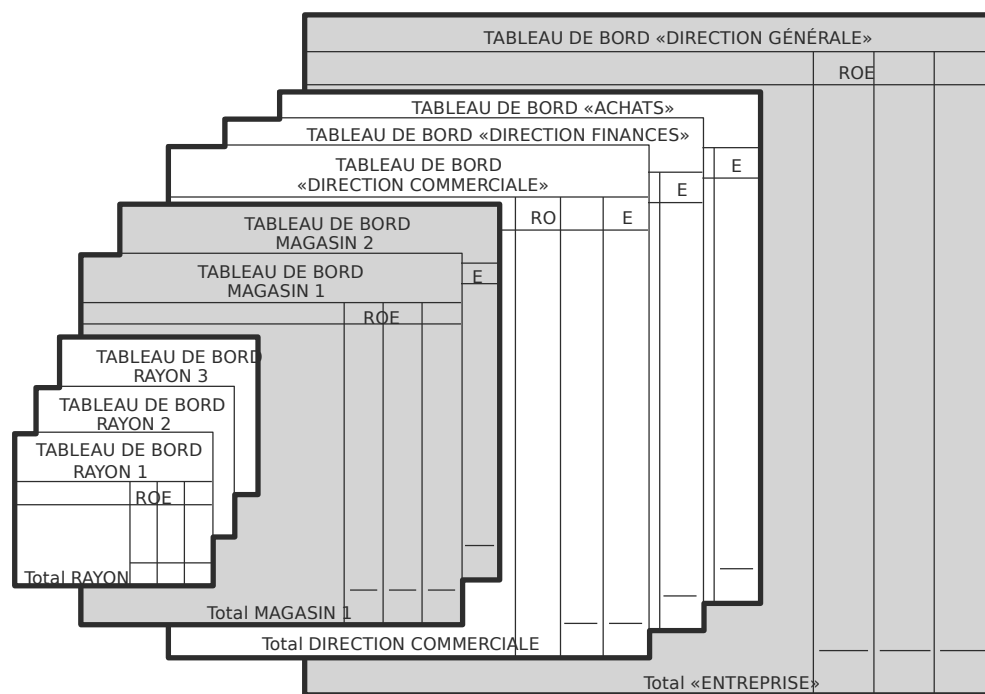 TABLEAU DE BORD «DIRECTION GÉNÉRALE»
ROE
TABLEAU DE BORD «ACHATS»
E
TABLEAU DE BORD «DIRECTION FINANCES»
E
TABLEAU DE BORD
«DIRECTION COMMERCIALE»
RO E
TABLEAU DE BORD
MAGASIN 2
E
TABLEAU DE BORD
MAGASIN 1
ROE
TABLEAU DE BORD
RAYON 3
TABLEAU DE BORD
RAYON 2
TABLEAU DE BORD
RAYON 1
ROE
Total RAYON
Total MAGASIN 1
Total DIRECTION COMMERCIALE
Total «ENTREPRISE»